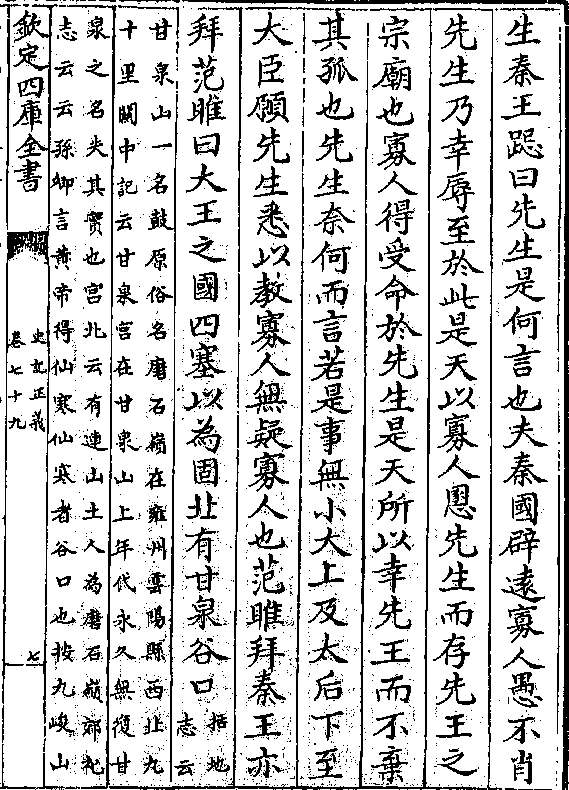 生秦王跽曰先生是何言也夫秦國辟遠寡人愚不肖
先生乃幸辱至於此是天以寡人慁先生而存先王之
宗廟也寡人得受命於先生是天所以幸先王而不棄
其孤也先生奈何而言若是事無小大上及太后下至
大臣願先生悉以教寡人無疑寡人也范睢拜秦王亦
拜范睢曰大王之國四塞以為固北有甘泉谷口
括地
志云
甘泉山一名鼓原俗名磨石嶺在雍州雲陽縣西北九
十里關中記云甘泉宮在甘泉山上年代永久無復甘
泉之名失其實也宮北云有連山土人為磨石嶺郊祀
志云云孫卿言黃帝得仙寒仙寒者谷口也按九嵕山
欽定四庫全書
史記正義
卷七十九
七